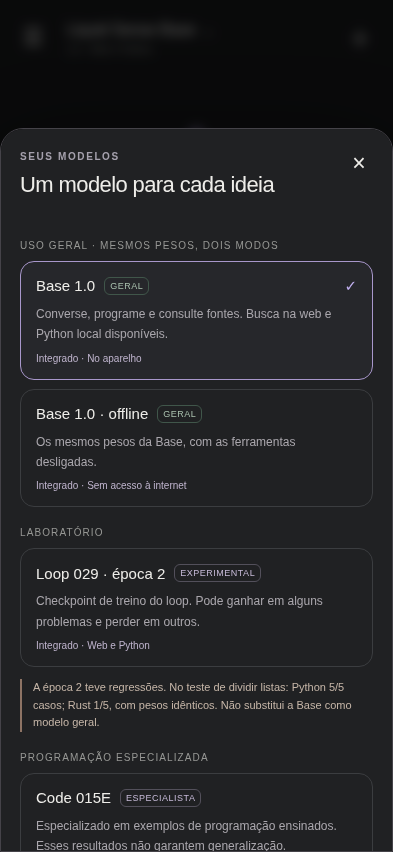 SEUS MODELOS
Um modelo para cada ideia
USO GERAL · MESMOS PESOS, DOIS MODOS
Base 1.0 GERAL ✓
Converse, programe e consulte fontes. Busca na web e
Python local disponíveis.
Integrado · No aparelho
Base 1.0 · offline GERAL
Os mesmos pesos da Base, com as ferramentas
desligadas.
Integrado · Sem acesso à internet
LABORATÓRIO
Loop 029 · época 2 EXPERIMENTAL
Checkpoint de treino do loop. Pode ganhar em alguns
problemas e perder em outros.
Integrado · Web e Python
A época 2 teve regressões. No teste de dividir listas: Python 5/5
casos; Rust 1/5, com pesos idênticos. Não substitui a Base como
modelo geral.
PROGRAMAÇÃO ESPECIALIZADA
Code 015E ESPECIALISTA
Especializado em exemplos de programação ensinados.
Esses resultados não garantem generalização.